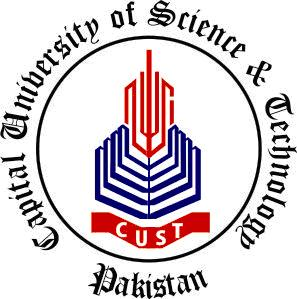 Capital University of Science & Technology
CUST
Pakistan